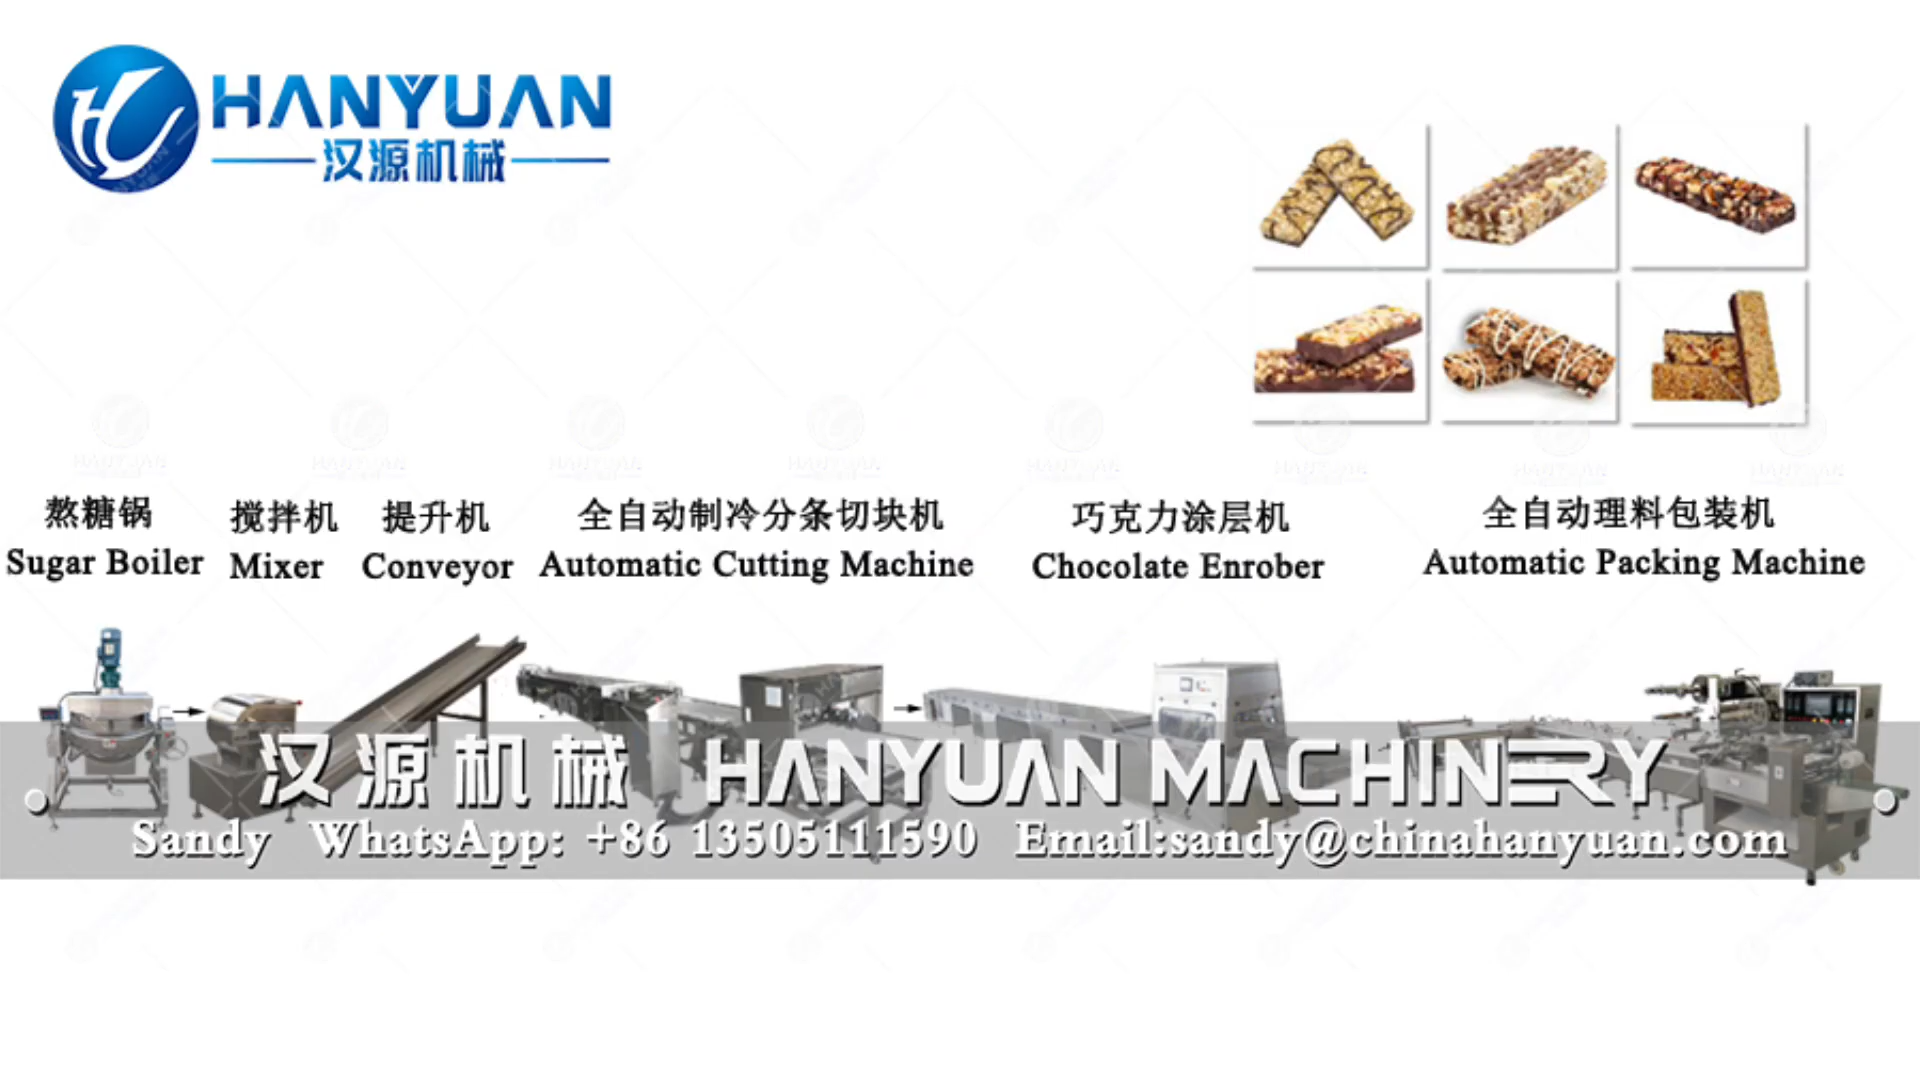 HANYUAN
汉源机械
熬糖锅
Sugar Boiler
搅拌机
Mixer
提升机
Conveyor
全自动制冷分条切块机
Automatic Cutting Machine
巧克力涂层机
Chocolate Enrober
全自动理料包装机
Automatic Packing Machine
汉源机械 HANYUAN MACHINERY
Sandy WhatsApp: +86 13505111590 Email:sandy@chinahanyuan.com